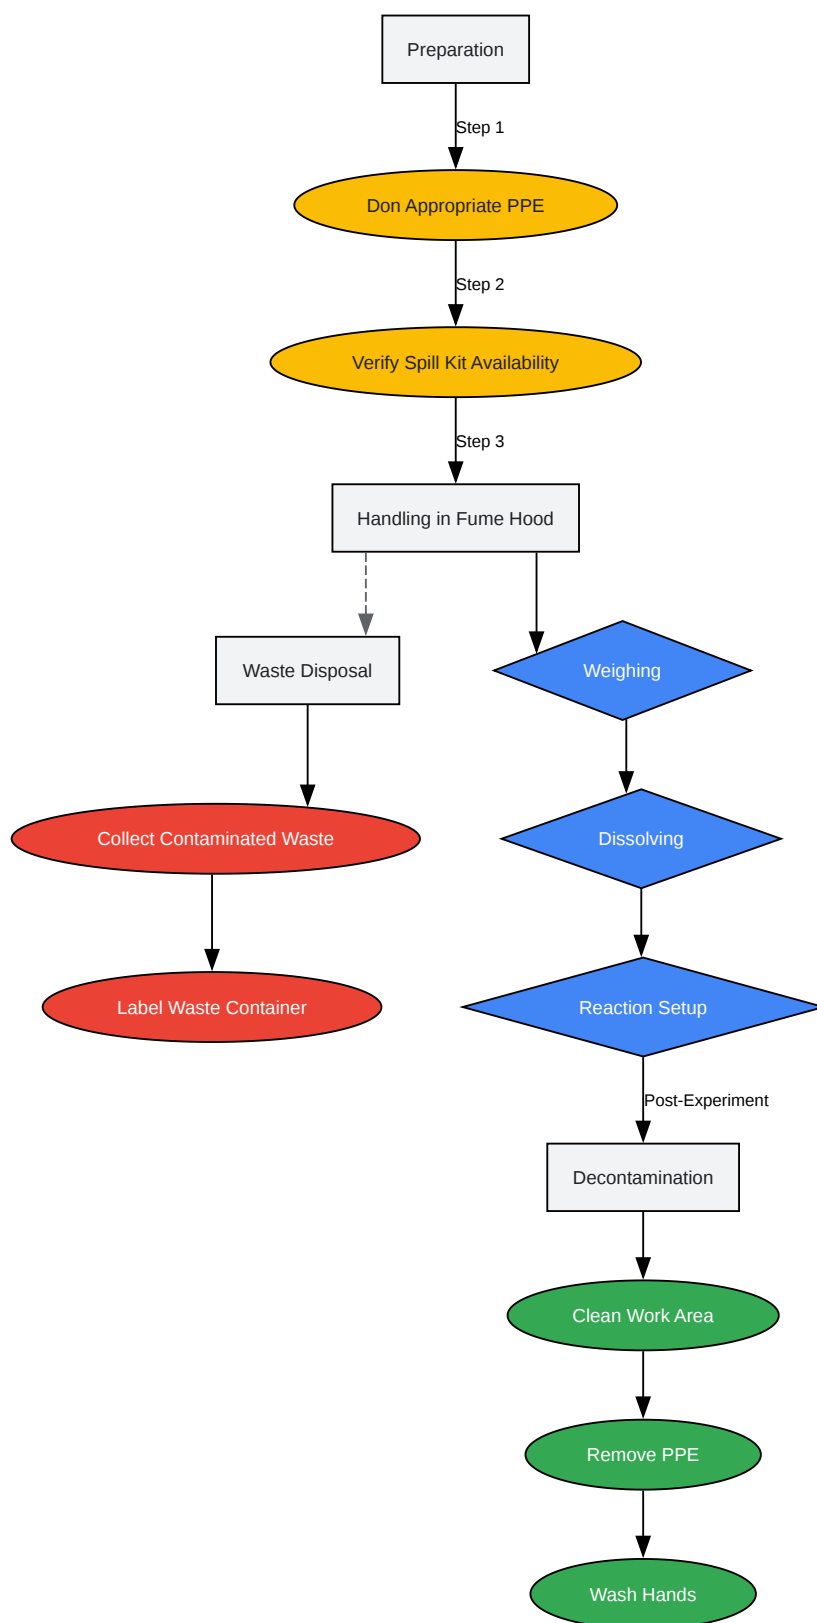 Preparation
Step 1
Don Appropriate PPE
Step 2
Verify Spill Kit Availability
Step 3
Handling in Fume Hood
Waste Disposal
Weighing
Collect Contaminated Waste
Dissolving
Label Waste Container
Reaction Setup
Post-Experiment
Decontamination
Clean Work Area
Remove PPE
Wash Hands